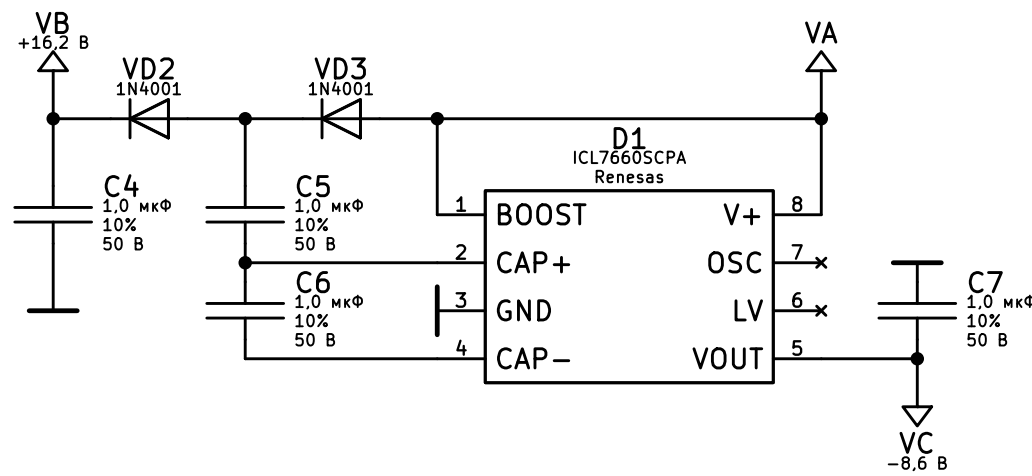 VB
+16,2 В
VA
VD2
1N4001
VD3
1N4001
D1
ICL7660SCPA
Renesas
C4
1,0 мкФ
10%
50 В
C5
1,0 мкФ
10%
50 В
1 BOOST V+ 8
2 CAP+ OSC 7
C6
1,0 мкФ
10%
50 В
3 GND LV 6
C7
1,0 мкФ
10%
50 В
4 CAP− VOUT 5
VC
−8,6 В